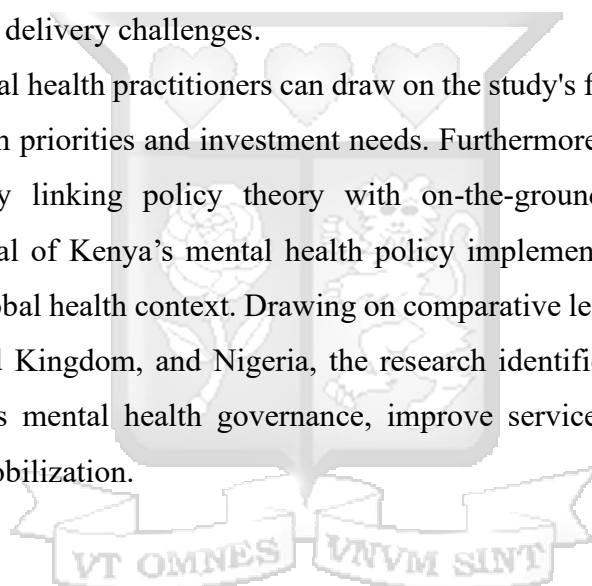 delivery challenges.
al health practitioners can draw on the study's f
n priorities and investment needs. Furthermore
y linking policy theory with on-the-ground
al of Kenya’s mental health policy implemen
obal health context. Drawing on comparative le
d Kingdom, and Nigeria, the research identifi
s mental health governance, improve services
obilization.
VT OMNES VNVM SINT